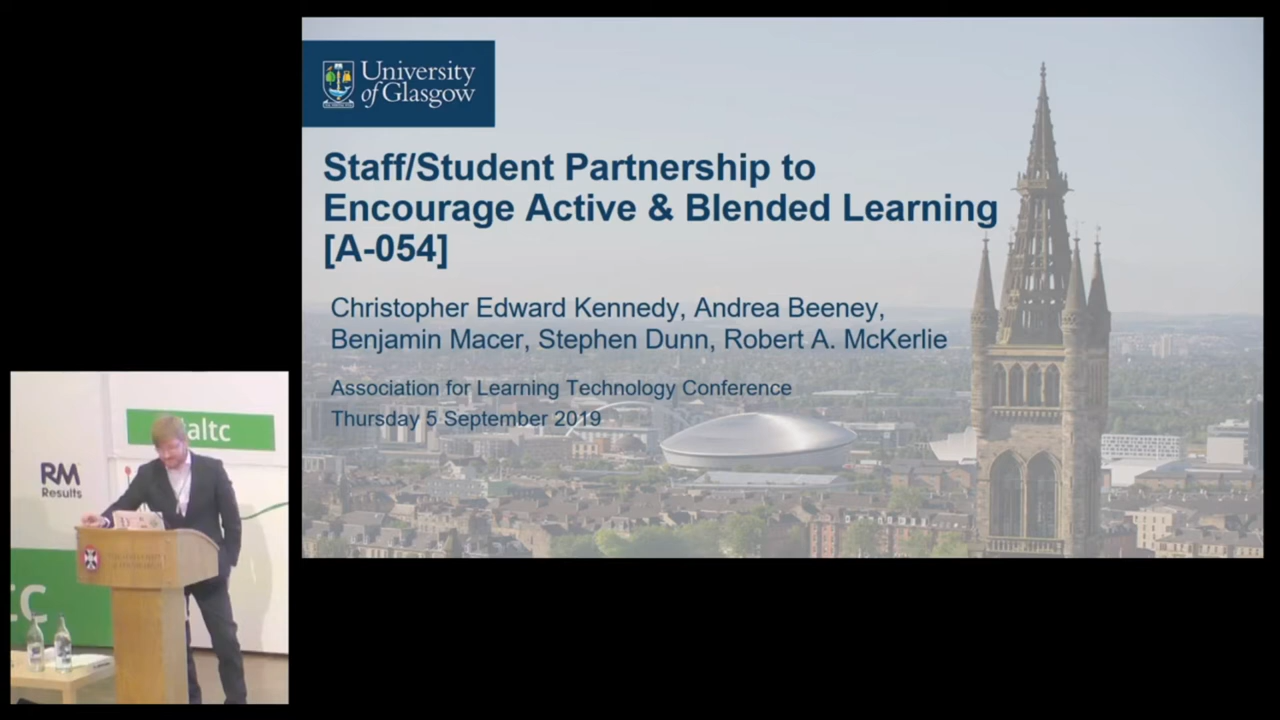 University
of Glasgow
Staff/Student Partnership to
Encourage Active & Blended Learning
[A-054]
Christopher Edward Kennedy, Andrea Beeney,
Benjamin Macer, Stephen Dunn, Robert A. McKerlie
Association for Learning Technology Conference
Thursday 5 September 2019
altc
RM
Results
tc